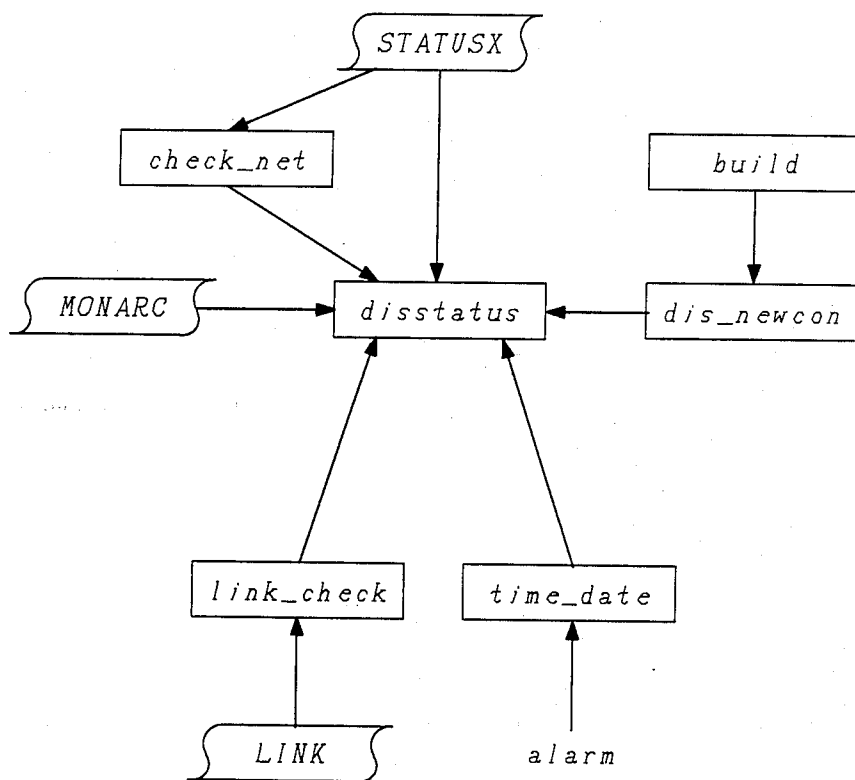 STATUSX
check_net
build
MONARC
disstatus
dis_newcon
link_check
time_date
LINK
alarm